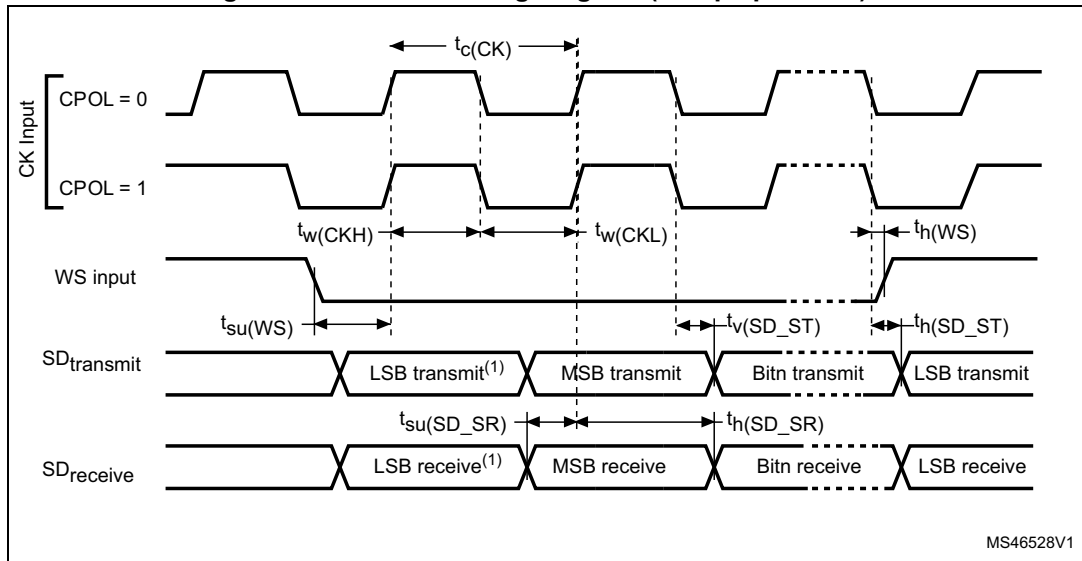 tc(CK)
CK Input
CPOL = 0
CPOL = 1
tw(CKH)
tw(CKL)
th(WS)
WS input
tsu(WS)
tv(SD_ST)
th(SD_ST)
SDtransmit
LSB transmit(1)
MSB transmit
Bitn transmit
LSB transmit
tsu(SD_SR)
th(SD_SR)
SDreceive
LSB receive(1)
MSB receive
Bitn receive
LSB receive
MS46528V1